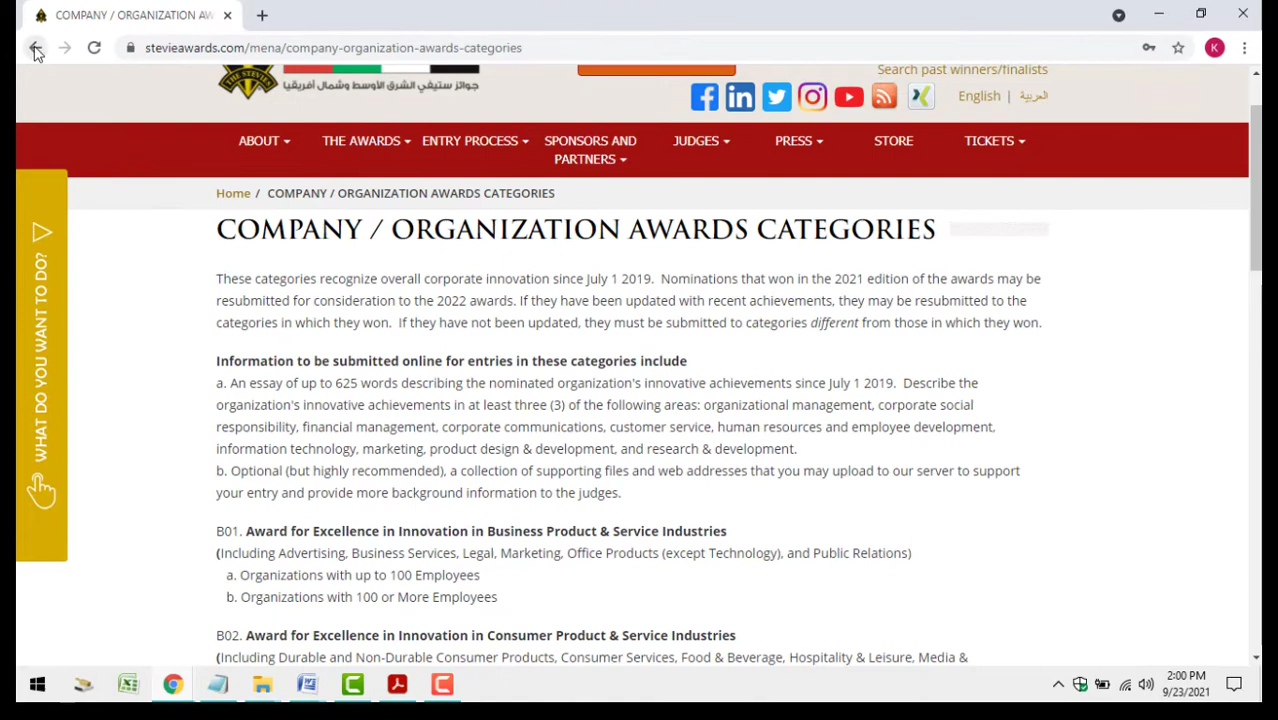 COMPANY / ORGANIZATION AW
stevieawards.com/mena/company-organization-awards-categories
K
THE STEVIES
جوائز ستيفي الشرق الأوسط وشمال أفريقيا
Search past winners/finalists
English | العربية
ABOUT THE AWARDS ENTRY PROCESS SPONSORS AND PARTNERS JUDGES PRESS STORE TICKETS
Home / COMPANY / ORGANIZATION AWARDS CATEGORIES
WHAT DO YOU WANT TO DO?
COMPANY / ORGANIZATION AWARDS CATEGORIES
These categories recognize overall corporate innovation since July 1 2019. Nominations that won in the 2021 edition of the awards may be
resubmitted for consideration to the 2022 awards. If they have been updated with recent achievements, they may be resubmitted to the
categories in which they won. If they have not been updated, they must be submitted to categories different from those in which they won.
Information to be submitted online for entries in these categories include
a. An essay of up to 625 words describing the nominated organization's innovative achievements since July 1 2019. Describe the
organization's innovative achievements in at least three (3) of the following areas: organizational management, corporate social
responsibility, financial management, corporate communications, customer service, human resources and employee development,
information technology, marketing, product design & development, and research & development.
b. Optional (but highly recommended), a collection of supporting files and web addresses that you may upload to our server to support
your entry and provide more background information to the judges.
B01. Award for Excellence in Innovation in Business Product & Service Industries
(Including Advertising, Business Services, Legal, Marketing, Office Products (except Technology), and Public Relations)
a. Organizations with up to 100 Employees
b. Organizations with 100 or More Employees
B02. Award for Excellence in Innovation in Consumer Product & Service Industries
(Including Durable and Non-Durable Consumer Products, Consumer Services, Food & Beverage, Hospitality & Leisure, Media &
2:00 PM
9/23/2021